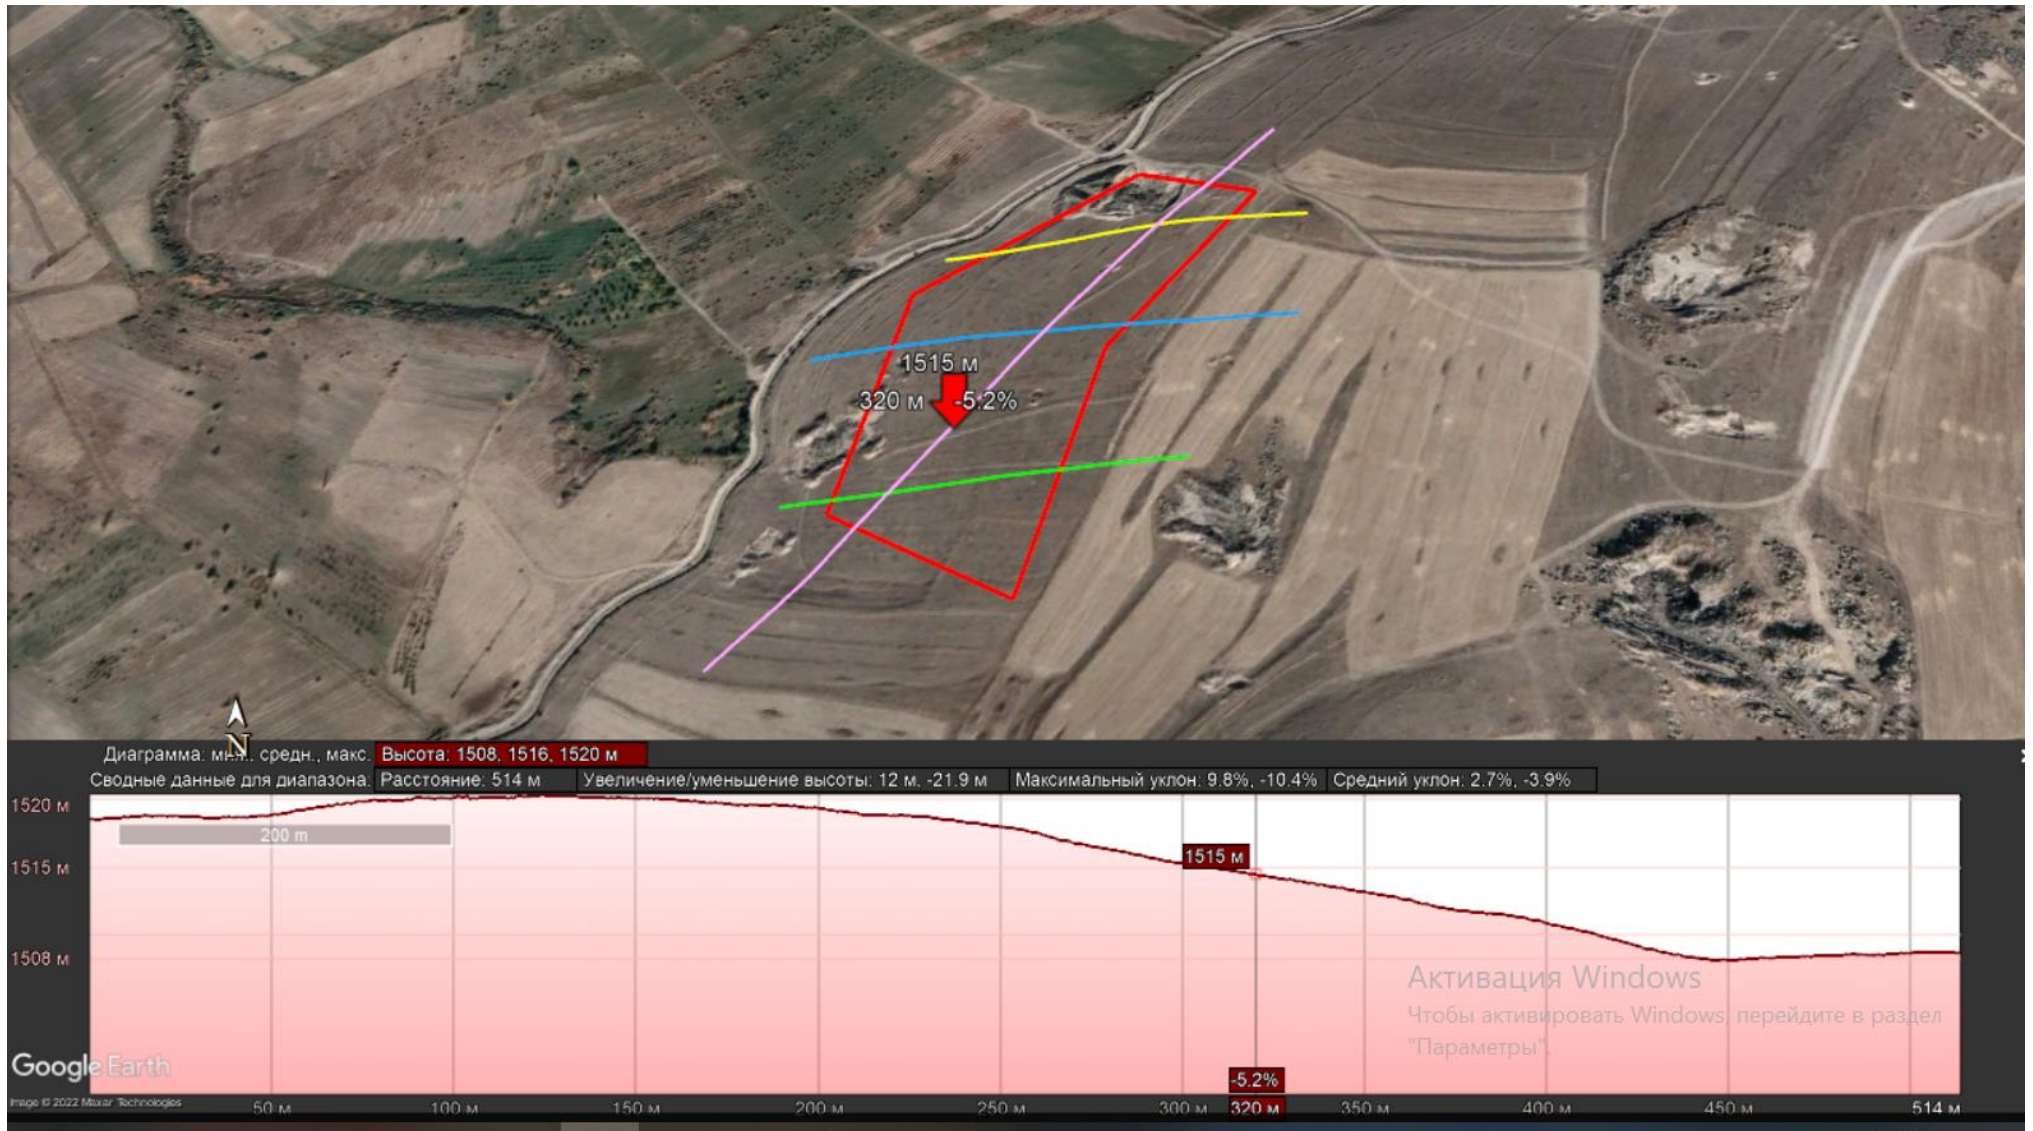 1515 м
320 м -5.2%
N
Диаграмма: мин., средн., макс. Высота: 1508, 1516, 1520 м
Сводные данные для диапазона: Расстояние: 514 м Увеличение/уменьшение высоты: 12 м, -21.9 м Максимальный уклон: 9.8%, -10.4% Средний уклон: 2.7%, -3.9%
1520 м
200 m
1515 м
1515 м
1508 м
Активация Windows
Чтобы активировать Windows, перейдите в раздел
"Параметры".
Google Earth
-5.2%
Image © 2022 Maxar Technologies
50 м 100 м 150 м 200 м 250 м 300 м 320 м 350 м 400 м 450 м 514 м